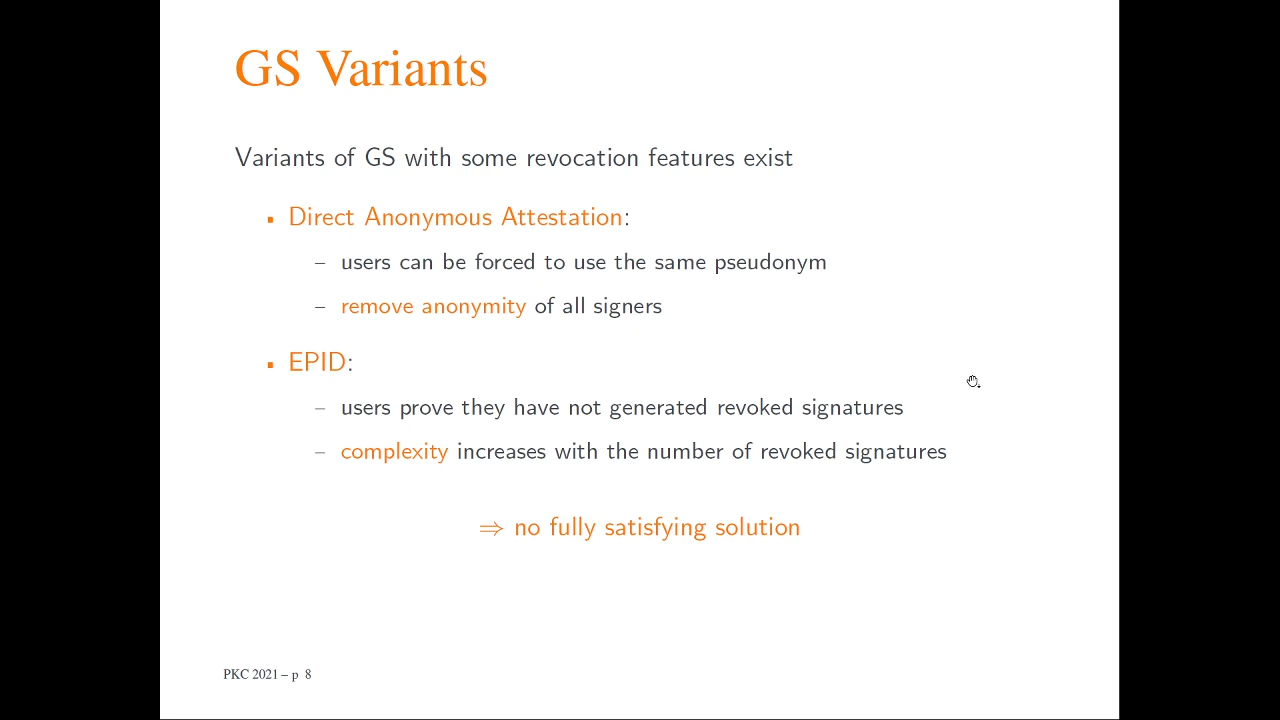 GS Variants
Variants of GS with some revocation features exist
▪ Direct Anonymous Attestation:
– users can be forced to use the same pseudonym
– remove anonymity of all signers
▪ EPID:
– users prove they have not generated revoked signatures
– complexity increases with the number of revoked signatures
⇒ no fully satisfying solution
PKC 2021 – p 8